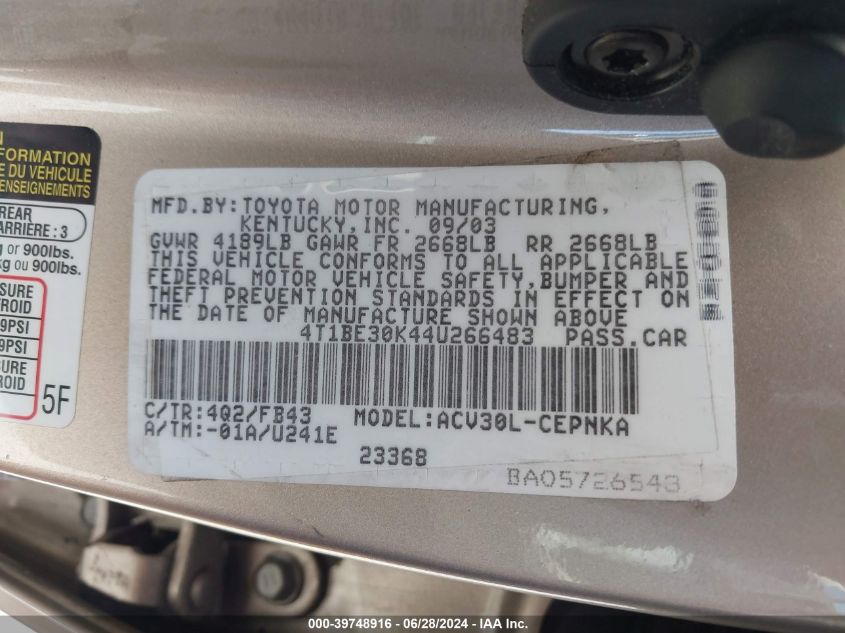 N
FORMATION
E DU VÉHICULE
RENSEIGNEMENTS
REAR
ARRIÈRE : 3
g or 900lbs.
kg ou 900lbs.
SURE
FROID
9PSI
9PSI
SURE
ROID
5F
MFD.BY:TOYOTA MOTOR MANUFACTURING,
KENTUCKY,INC. 09/03
GVWR 4189LB GAWR FR 2668LB RR 2668LB
THIS VEHICLE CONFORMS TO ALL APPLICABLE
FEDERAL MOTOR VEHICLE SAFETY,BUMPER AND
THEFT PREVENTION STANDARDS IN EFFECT ON
THE DATE OF MANUFACTURE SHOWN ABOVE
4T1BE30K44U266483 PASS.CAR
C/TR:4Q2/FB43 MODEL:ACV30L-CEPNKA
A/TM:-01A/U241E
23368
BA05726543
000-39748916 - 06/28/2024 - IAA Inc.